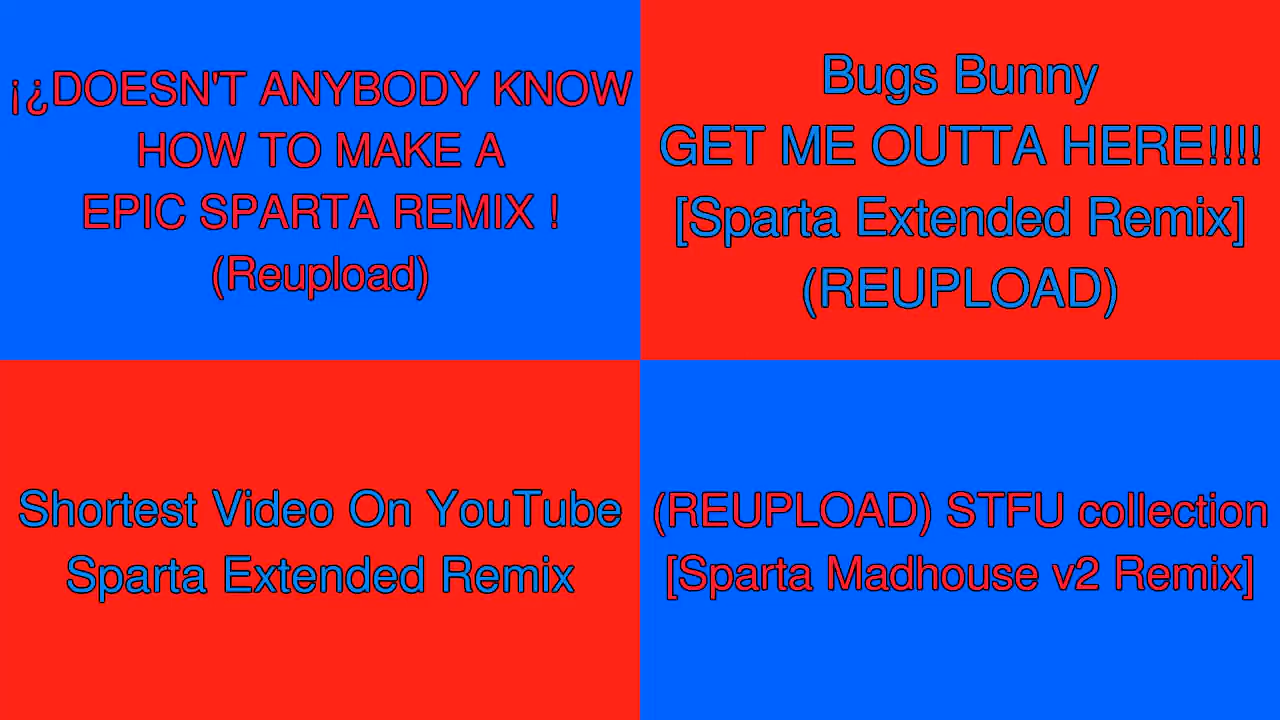 ¡¿DOESN'T ANYBODY KNOW
HOW TO MAKE A
EPIC SPARTA REMIX !
(Reupload)
Bugs Bunny
GET ME OUTTA HERE!!!!
[Sparta Extended Remix]
(REUPLOAD)
Shortest Video On YouTube
Sparta Extended Remix
(REUPLOAD) STFU collection
[Sparta Madhouse v2 Remix]